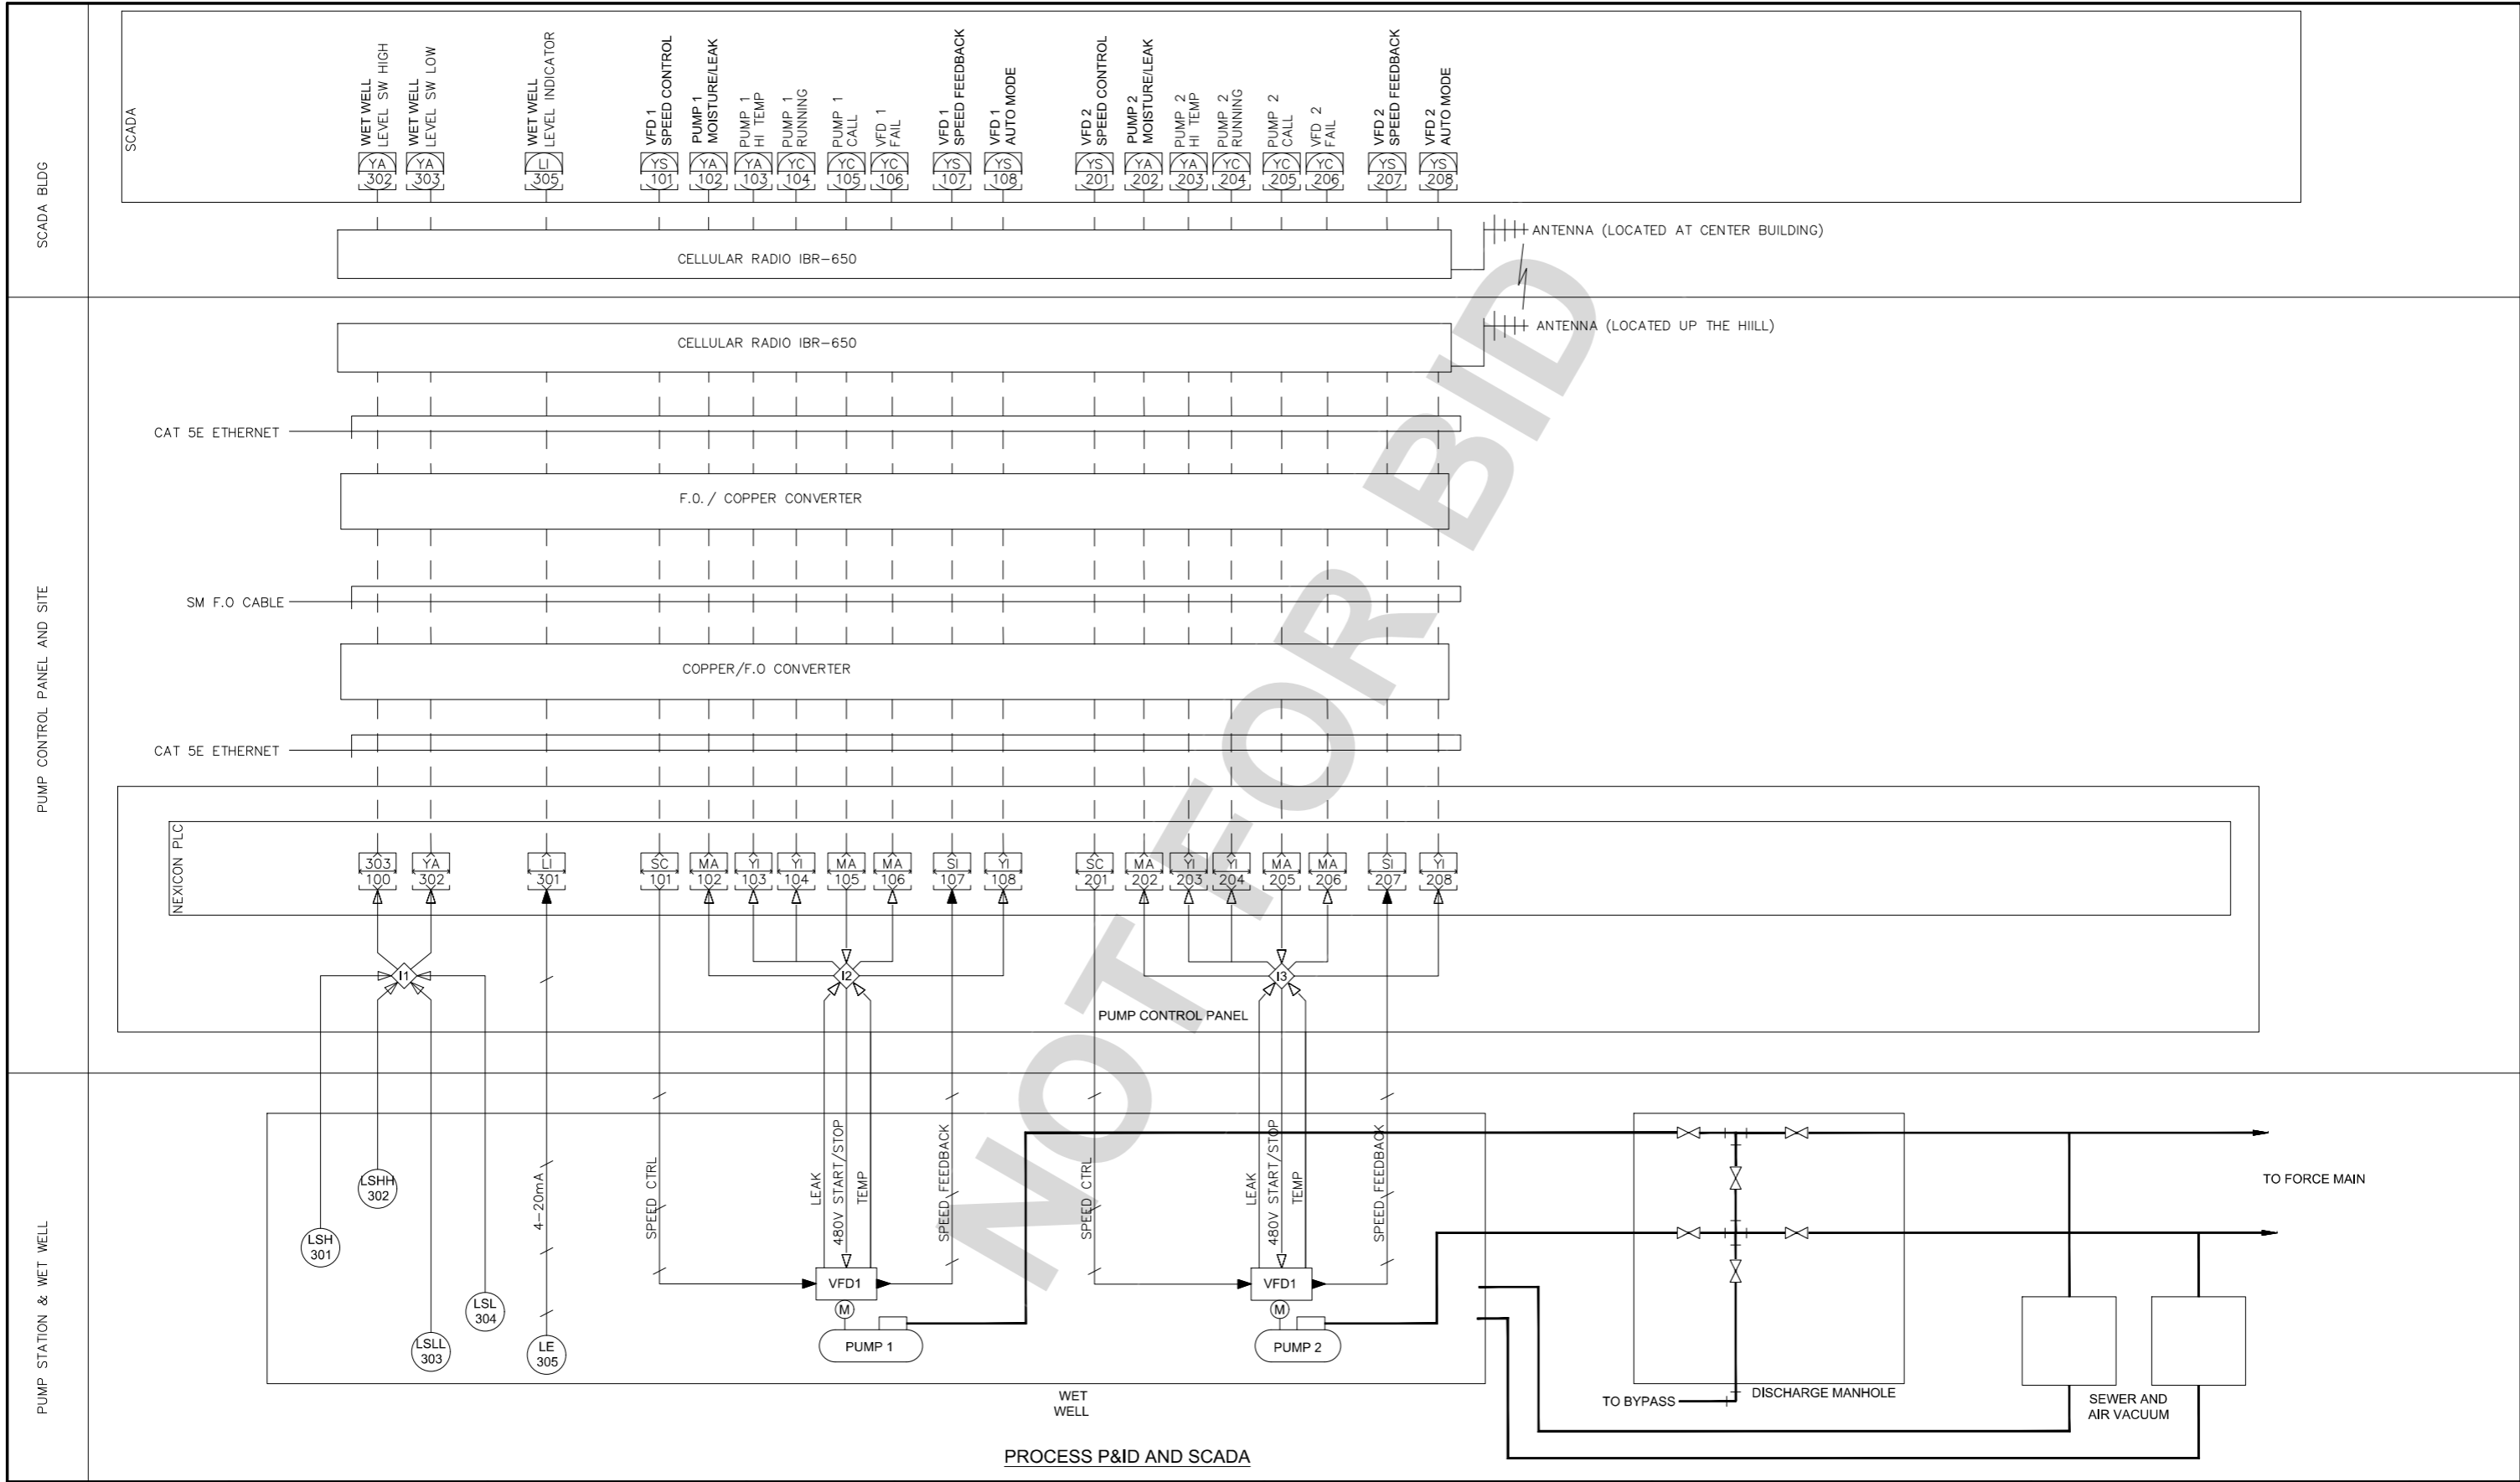 SCADA BLDG
SCADA
WET WELL
LEVEL SW HIGH
WET WELL
LEVEL SW LOW
WET WELL
LEVEL INDICATOR
VFD 1
SPEED CONTROL
PUMP 1
MOISTURE/LEAK
PUMP 1
HI TEMP
PUMP 1
RUNNING
PUMP 1
CALL
VFD 1
FAIL
VFD 1
SPEED FEEDBACK
VFD 1
AUTO MODE
VFD 2
SPEED CONTROL
PUMP 2
MOISTURE/LEAK
PUMP 2
HI TEMP
PUMP 2
RUNNING
PUMP 2
CALL
VFD 2
FAIL
VFD 2
SPEED FEEDBACK
VFD 2
AUTO MODE
YA YA LI YS YA YA YC YC YC YS YS YS YA YA YC YC YC YS YS
302 303 305 101 102 103 104 105 106 107 108 201 202 203 204 205 206 207 208
CELLULAR RADIO IBR-650
ANTENNA (LOCATED AT CENTER BUILDING)
PUMP CONTROL PANEL AND SITE
CELLULAR RADIO IBR-650
ANTENNA (LOCATED UP THE HIILL)
CAT 5E ETHERNET
F.O./ COPPER CONVERTER
SM F.O CABLE
COPPER/F.O CONVERTER
CAT 5E ETHERNET
NEXICON PLC
303 YA LI SC MA YI YI MA MA SI YI SC MA YI YI MA MA SI YI
100 302 301 101 102 103 104 105 106 107 108 201 202 203 204 205 206 207 208
I1 I2 I3
PUMP CONTROL PANEL
PUMP STATION & WET WELL
LSH
301
LSHH
302
LSLL
303
LSL
304
4-20mA
LE
305
SPEED CTRL
LEAK
480V START/STOP
TEMP
SPEED FEEDBACK
VFD1
M
PUMP 1
SPEED CTRL
LEAK
480V START/STOP
TEMP
SPEED FEEDBACK
VFD1
M
PUMP 2
WET
WELL
TO FORCE MAIN
TO BYPASS
DISCHARGE MANHOLE
SEWER AND
AIR VACUUM
PROCESS P&ID AND SCADA
NOT FOR BID